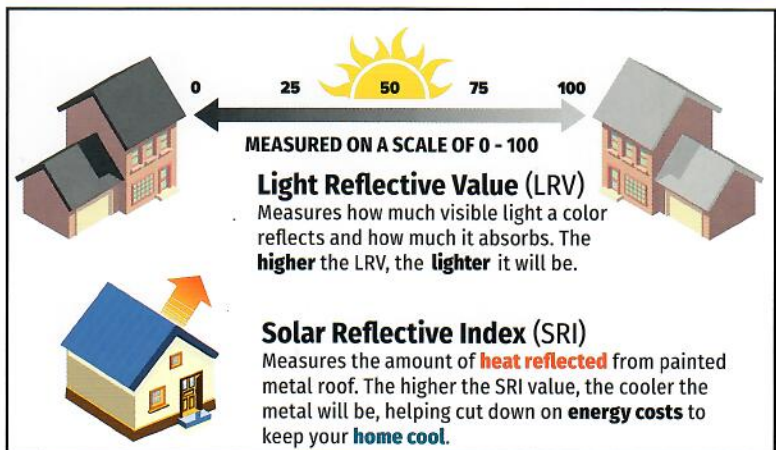 0 25 50 75 100
MEASURED ON A SCALE OF 0 - 100
Light Reflective Value (LRV)
Measures how much visible light a color
reflects and how much it absorbs. The
higher the LRV, the lighter it will be.
Solar Reflective Index (SRI)
Measures the amount of heat reflected from painted
metal roof. The higher the SRI value, the cooler the
metal will be, helping cut down on energy costs to
keep your home cool.